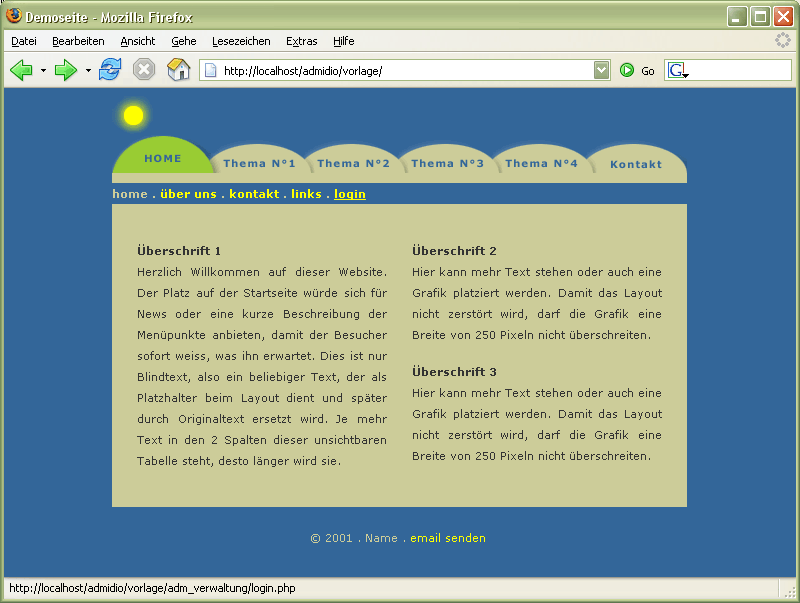 Demoseite - Mozilla Firefox
Datei Bearbeiten Ansicht Gehe Lesezeichen Extras Hilfe
http://localhost/admidio/vorlage/ Go G
HOME Thema N°1 Thema N°2 Thema N°3 Thema N°4 Kontakt
home . über uns . kontakt . links . login
Überschrift 1
Herzlich Willkommen auf dieser Website.
Der Platz auf der Startseite würde sich für
News oder eine kurze Beschreibung der
Menüpunkte anbieten, damit der Besucher
sofort weiss, was ihn erwartet. Dies ist nur
Blindtext, also ein beliebiger Text, der als
Platzhalter beim Layout dient und später
durch Originaltext ersetzt wird. Je mehr
Text in den 2 Spalten dieser unsichtbaren
Tabelle steht, desto länger wird sie.
Überschrift 2
Hier kann mehr Text stehen oder auch eine
Grafik platziert werden. Damit das Layout
nicht zerstört wird, darf die Grafik eine
Breite von 250 Pixeln nicht überschreiten.
Überschrift 3
Hier kann mehr Text stehen oder auch eine
Grafik platziert werden. Damit das Layout
nicht zerstört wird, darf die Grafik eine
Breite von 250 Pixeln nicht überschreiten.
© 2001 . Name . email senden
http://localhost/admidio/vorlage/adm_verwaltung/login.php